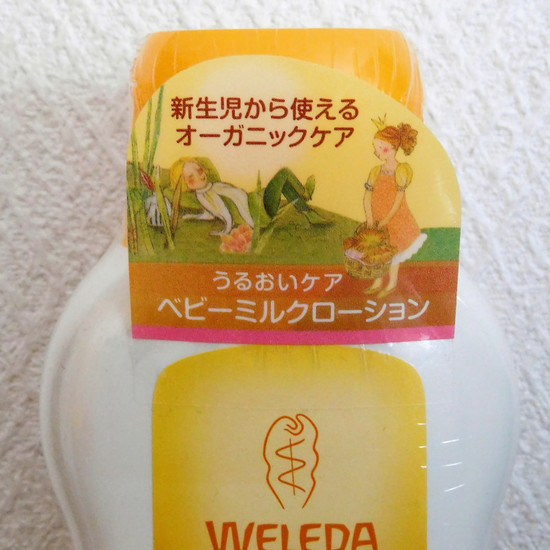 新生児から使える
オーガニックケア
うるおいケア
ベビーミルクローション
WELEDA